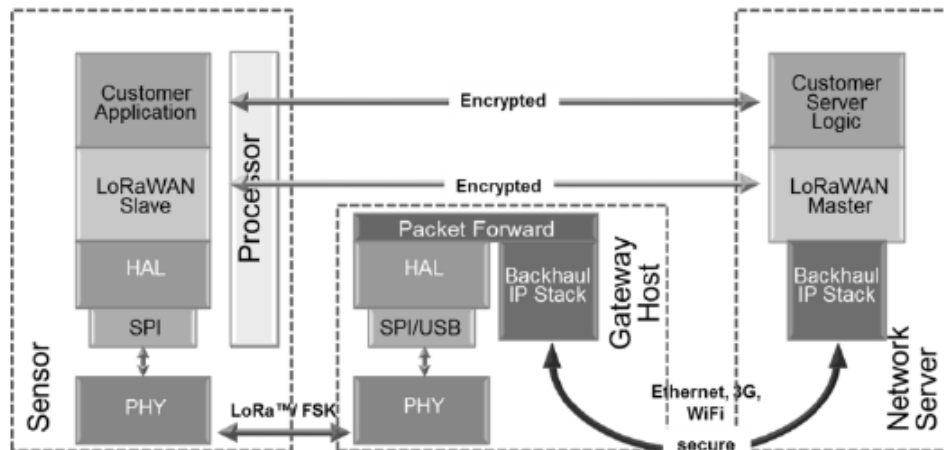 Customer
Application
LoRaWAN
Slave
HAL
SPI
PHY
Processor
Sensor
Encrypted
Encrypted
LoRa™/ FSK
Packet Forward
HAL
SPI/USB
PHY
Backhaul
IP Stack
Gateway
Host
Ethernet, 3G,
WiFi
secure
Customer
Server
Logic
LoRaWAN
Master
Backhaul
IP Stack
Network
Server